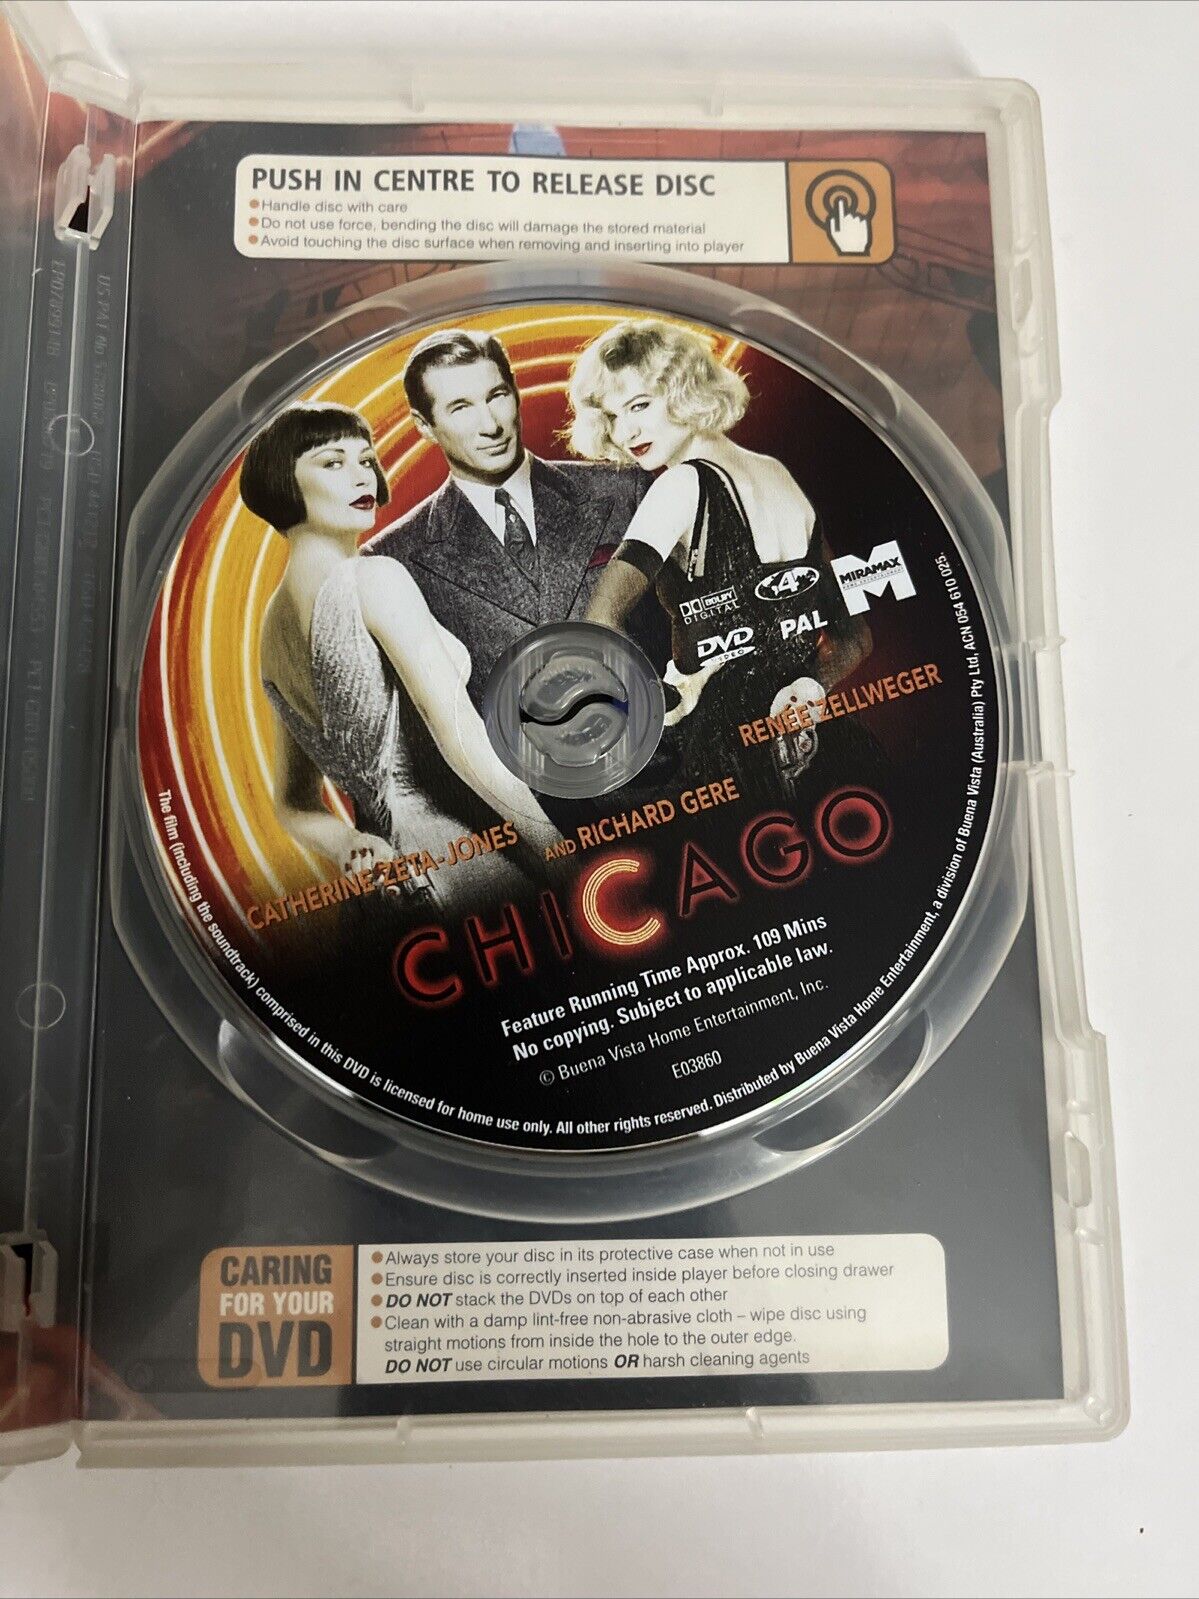 PUSH IN CENTRE TO RELEASE DISC
Handle disc with care
Do not use force, bending the disc will damage the stored material
Avoid touching the disc surface when removing and inserting into player
DOLBY
DIGITAL
4
DVD
VIDEO
PAL
MIRAMAX
HOME ENTERTAINMENT
CATHERINE ZETA-JONES
AND RICHARD GERE
RENÉE ZELLWEGER
CHICAGO
Feature Running Time Approx. 109 Mins
No copying. Subject to applicable law.
© Buena Vista Home Entertainment, Inc.
E03860
The film (including the soundtrack) comprised in this DVD is licensed for home use only. All other rights reserved. Distributed by Buena Vista Home Entertainment, a division of Buena Vista (Australia) Pty Ltd, ACN 054 610 025.
CARING
FOR YOUR
DVD
Always store your disc in its protective case when not in use
Ensure disc is correctly inserted inside player before closing drawer
DO NOT stack the DVDs on top of each other
Clean with a damp lint-free non-abrasive cloth – wipe disc using
straight motions from inside the hole to the outer edge.
DO NOT use circular motions OR harsh cleaning agents